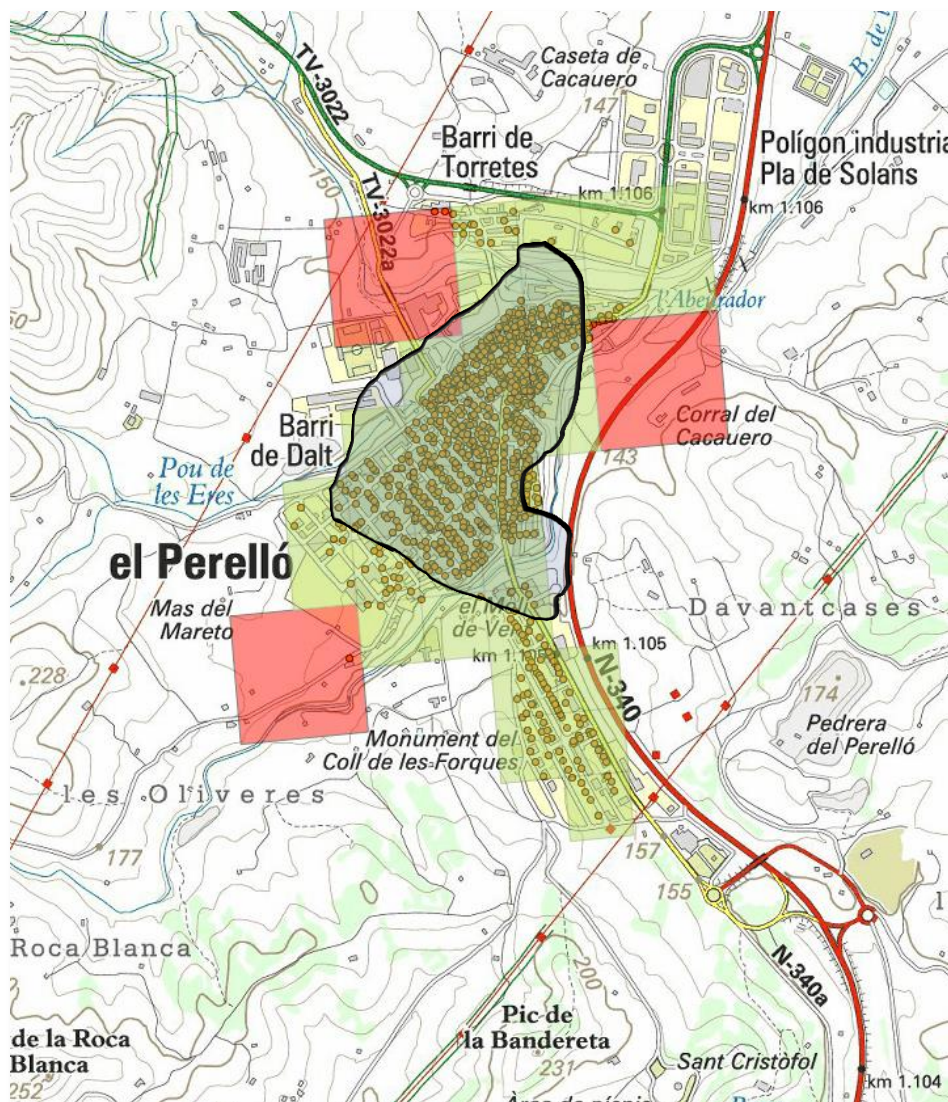 TV-3022
Caseta de
Cacauero
147
B. de l
Barri de
Torretes
Polígon industria
Pla de Solans
km 1.106
km 1.106
150
TV-3022a
l'Abeurador
Barri
de Dalt
Corral del
Cacauero
143
Pou de
les Eres
el Perelló
Mas del
Mareto
Davantcases
km 1.105
N-340
228
174
Pedrera
del Perelló
Monument del
Coll de les Forques
les Oliveres
177
157
155
Roca Blanca
N-340a
200
de la Roca
Blanca
252
Pic de
la Bandereta
231
Sant Cristòfol
km 1.104